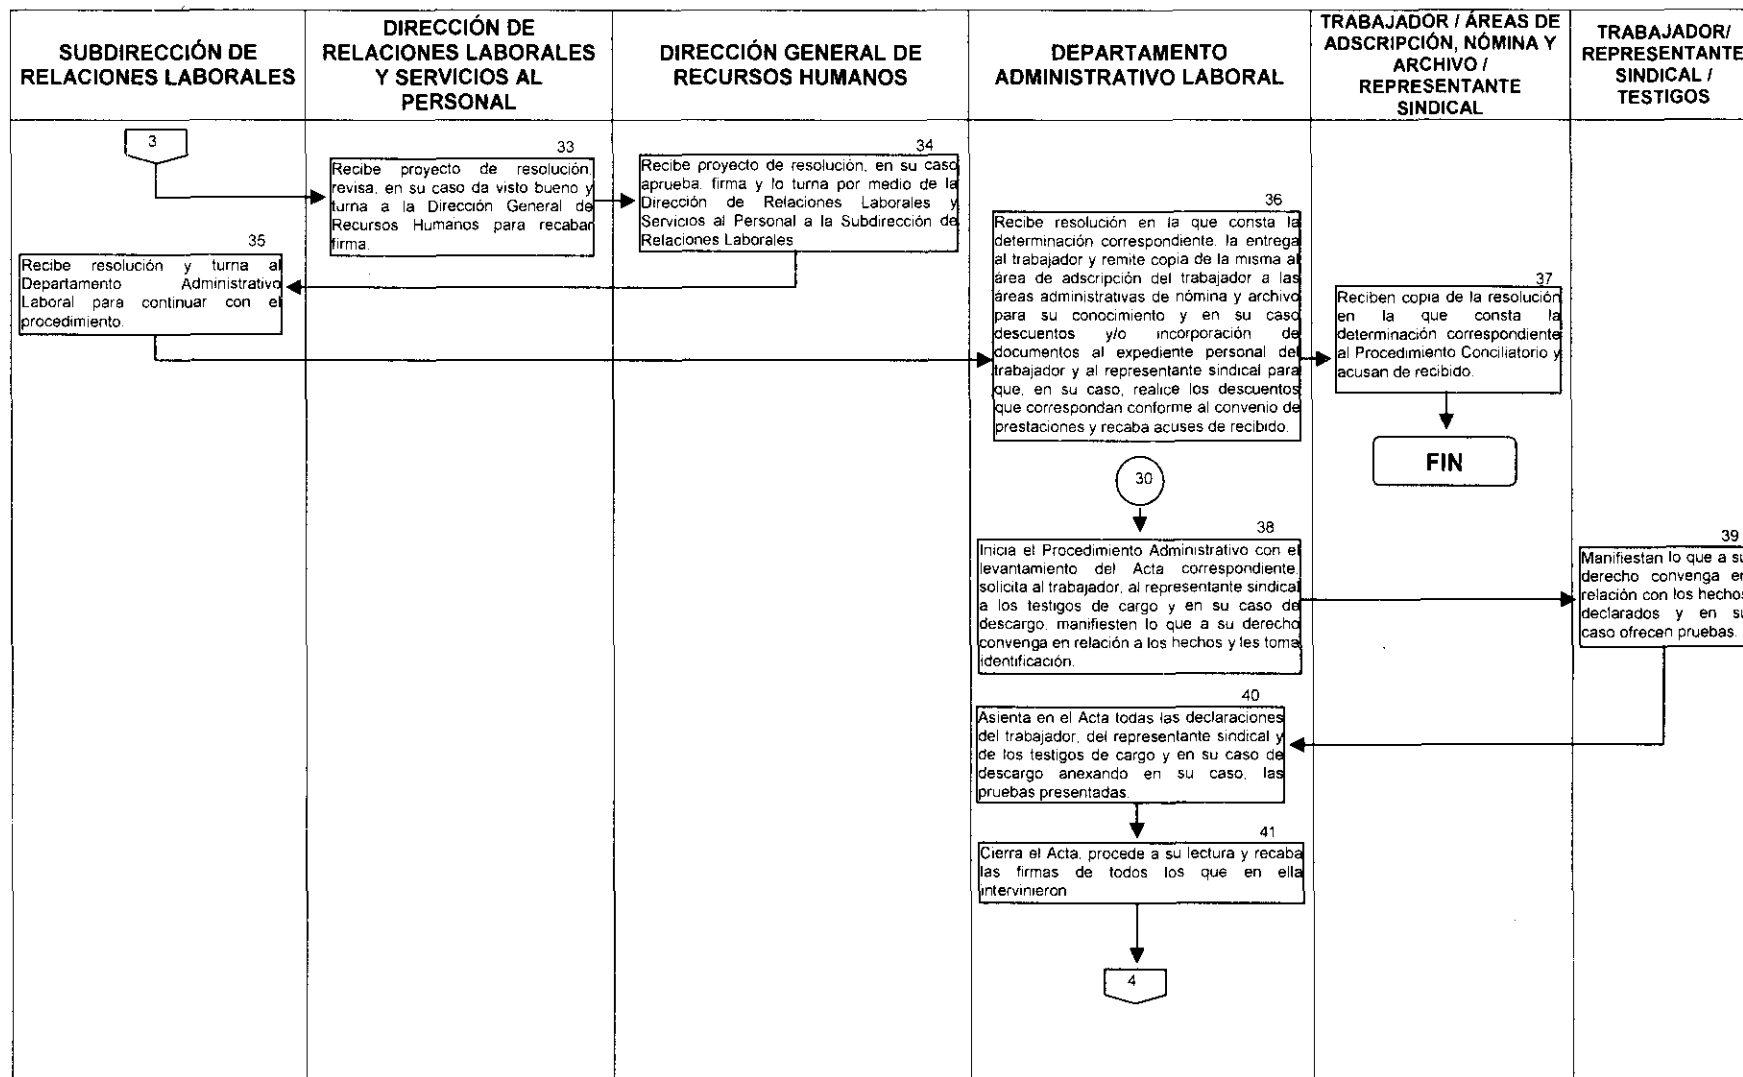 SUBDIRECCIÓN DE
RELACIONES LABORALES
DIRECCIÓN DE
RELACIONES LABORALES
Y SERVICIOS AL
PERSONAL
DIRECCIÓN GENERAL DE
RECURSOS HUMANOS
DEPARTAMENTO
ADMINISTRATIVO LABORAL
TRABAJADOR / ÁREAS DE
ADSCRIPCIÓN, NÓMINA Y
ARCHIVO /
REPRESENTANTE
SINDICAL
TRABAJADOR/
REPRESENTANTE
SINDICAL /
TESTIGOS
3
33
Recibe proyecto de resolución,
revisa, en su caso da visto bueno y
turna a la Dirección General de
Recursos Humanos para recabar
firma.
34
Recibe proyecto de resolución, en su caso
aprueba, firma y lo turna por medio de la
Dirección de Relaciones Laborales y
Servicios al Personal a la Subdirección de
Relaciones Laborales
35
Recibe resolución y turna al
Departamento Administrativo
Laboral para continuar con el
procedimiento.
36
Recibe resolución en la que consta la
determinación correspondiente, la entrega
al trabajador y remite copia de la misma al
área de adscripción del trabajador a las
áreas administrativas de nómina y archivo
para su conocimiento y en su caso
descuentos y/o incorporación de
documentos al expediente personal del
trabajador y al representante sindical para
que, en su caso, realice los descuentos
que correspondan conforme al convenio de
prestaciones y recaba acuses de recibido.
37
Reciben copia de la resolución
en la que consta la
determinación correspondiente
al Procedimiento Conciliatorio y
acusan de recibido.
FIN
30
38
Inicia el Procedimiento Administrativo con el
levantamiento del Acta correspondiente,
solicita al trabajador, al representante sindical
a los testigos de cargo y en su caso de
descargo, manifiesten lo que a su derecho
convenga en relación a los hechos y les toma
identificación.
39
Manifiestan lo que a su
derecho convenga en
relación con los hechos
declarados y en su
caso ofrecen pruebas.
40
Asienta en el Acta todas las declaraciones
del trabajador, del representante sindical y
de los testigos de cargo y en su caso de
descargo anexando en su caso, las
pruebas presentadas.
41
Cierra el Acta, procede a su lectura y recaba
las firmas de todos los que en ella
intervinieron
4